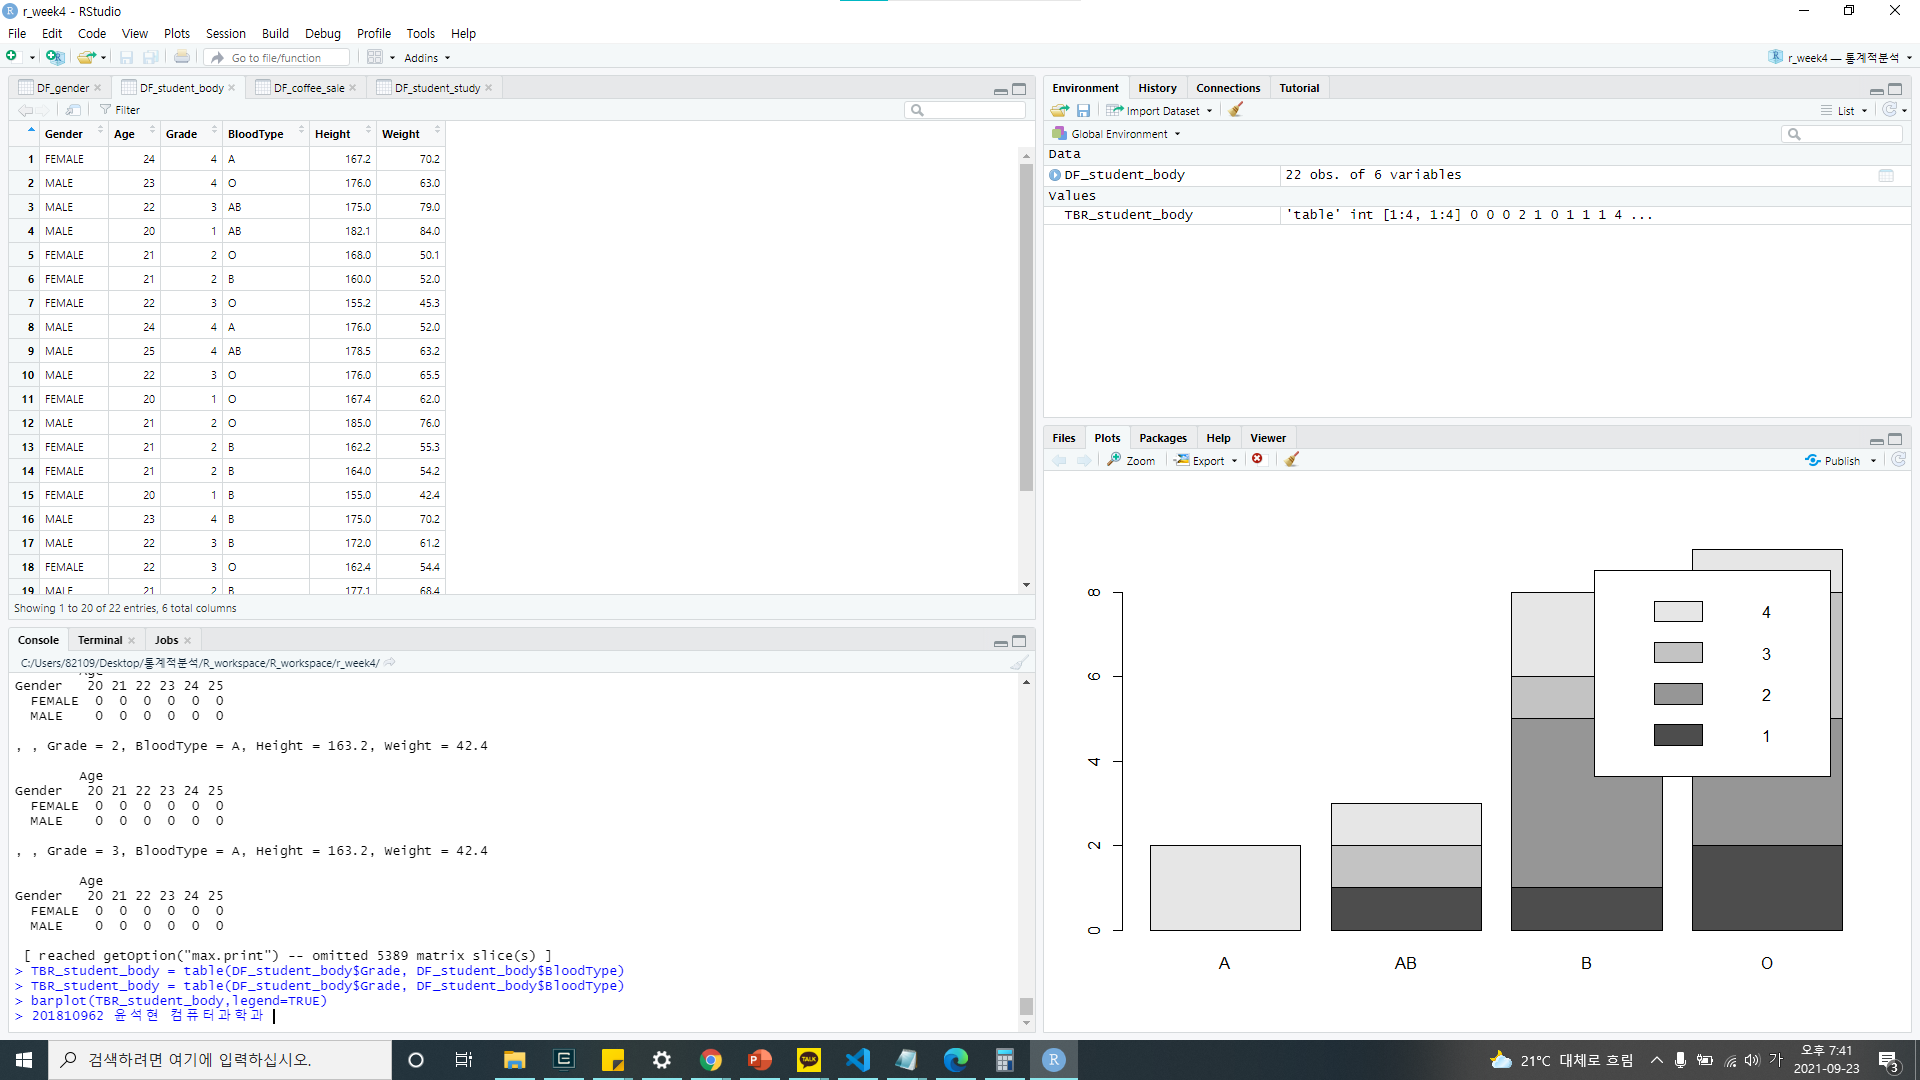 r_week4 - RStudio
File Edit Code View Plots Session Build Debug Profile Tools Help
Go to file/function Addins r_week4 — 통계적분석
DF_gender DF_student_body DF_coffee_sale DF_student_study
Filter
Gender Age Grade BloodType Height Weight
1 FEMALE 24 4 A 167.2 70.2
2 MALE 23 4 O 176.0 63.0
3 MALE 22 3 AB 175.0 79.0
4 MALE 20 1 AB 182.1 84.0
5 FEMALE 21 2 O 168.0 50.1
6 FEMALE 21 2 B 160.0 52.0
7 FEMALE 22 3 O 155.2 45.3
8 MALE 24 4 A 176.0 52.0
9 MALE 25 4 AB 178.5 63.2
10 MALE 22 3 O 176.0 65.5
11 FEMALE 20 1 O 167.4 62.0
12 MALE 21 2 O 185.0 76.0
13 FEMALE 21 2 B 162.2 55.3
14 FEMALE 21 2 B 164.0 54.2
15 FEMALE 20 1 B 155.0 42.4
16 MALE 23 4 B 175.0 70.2
17 MALE 22 3 B 172.0 61.2
18 FEMALE 22 3 O 162.4 54.4
19 MALE 21 2 B 177.1 68.4
Showing 1 to 20 of 22 entries, 6 total columns
Console Terminal Jobs
C:/Users/82109/Desktop/통계적분석/R_workspace/R_workspace/r_week4/
Age
Gender 20 21 22 23 24 25
FEMALE 0 0 0 0 0 0
MALE 0 0 0 0 0 0
, , Grade = 2, BloodType = A, Height = 163.2, Weight = 42.4
Age
Gender 20 21 22 23 24 25
FEMALE 0 0 0 0 0 0
MALE 0 0 0 0 0 0
, , Grade = 3, BloodType = A, Height = 163.2, Weight = 42.4
Age
Gender 20 21 22 23 24 25
FEMALE 0 0 0 0 0 0
MALE 0 0 0 0 0 0
[ reached getOption("max.print") -- omitted 5389 matrix slice(s) ]
> TBR_student_body = table(DF_student_body$Grade, DF_student_body$BloodType)
> TBR_student_body = table(DF_student_body$Grade, DF_student_body$BloodType)
> barplot(TBR_student_body,legend=TRUE)
> 201810962 윤석현 컴퓨터과학과
Environment History Connections Tutorial
Import Dataset List
Global Environment
Data
DF_student_body 22 obs. of 6 variables
Values
TBR_student_body 'table' int [1:4, 1:4] 0 0 0 2 1 0 1 1 1 4 ...
Files Plots Packages Help Viewer
Zoom Export Publish
8
6
4
2
0
4
3
2
1
A AB B O
검색하려면 여기에 입력하십시오.
TALK
21°C 대체로 흐림 가
오후 7:41
2021-09-23
3